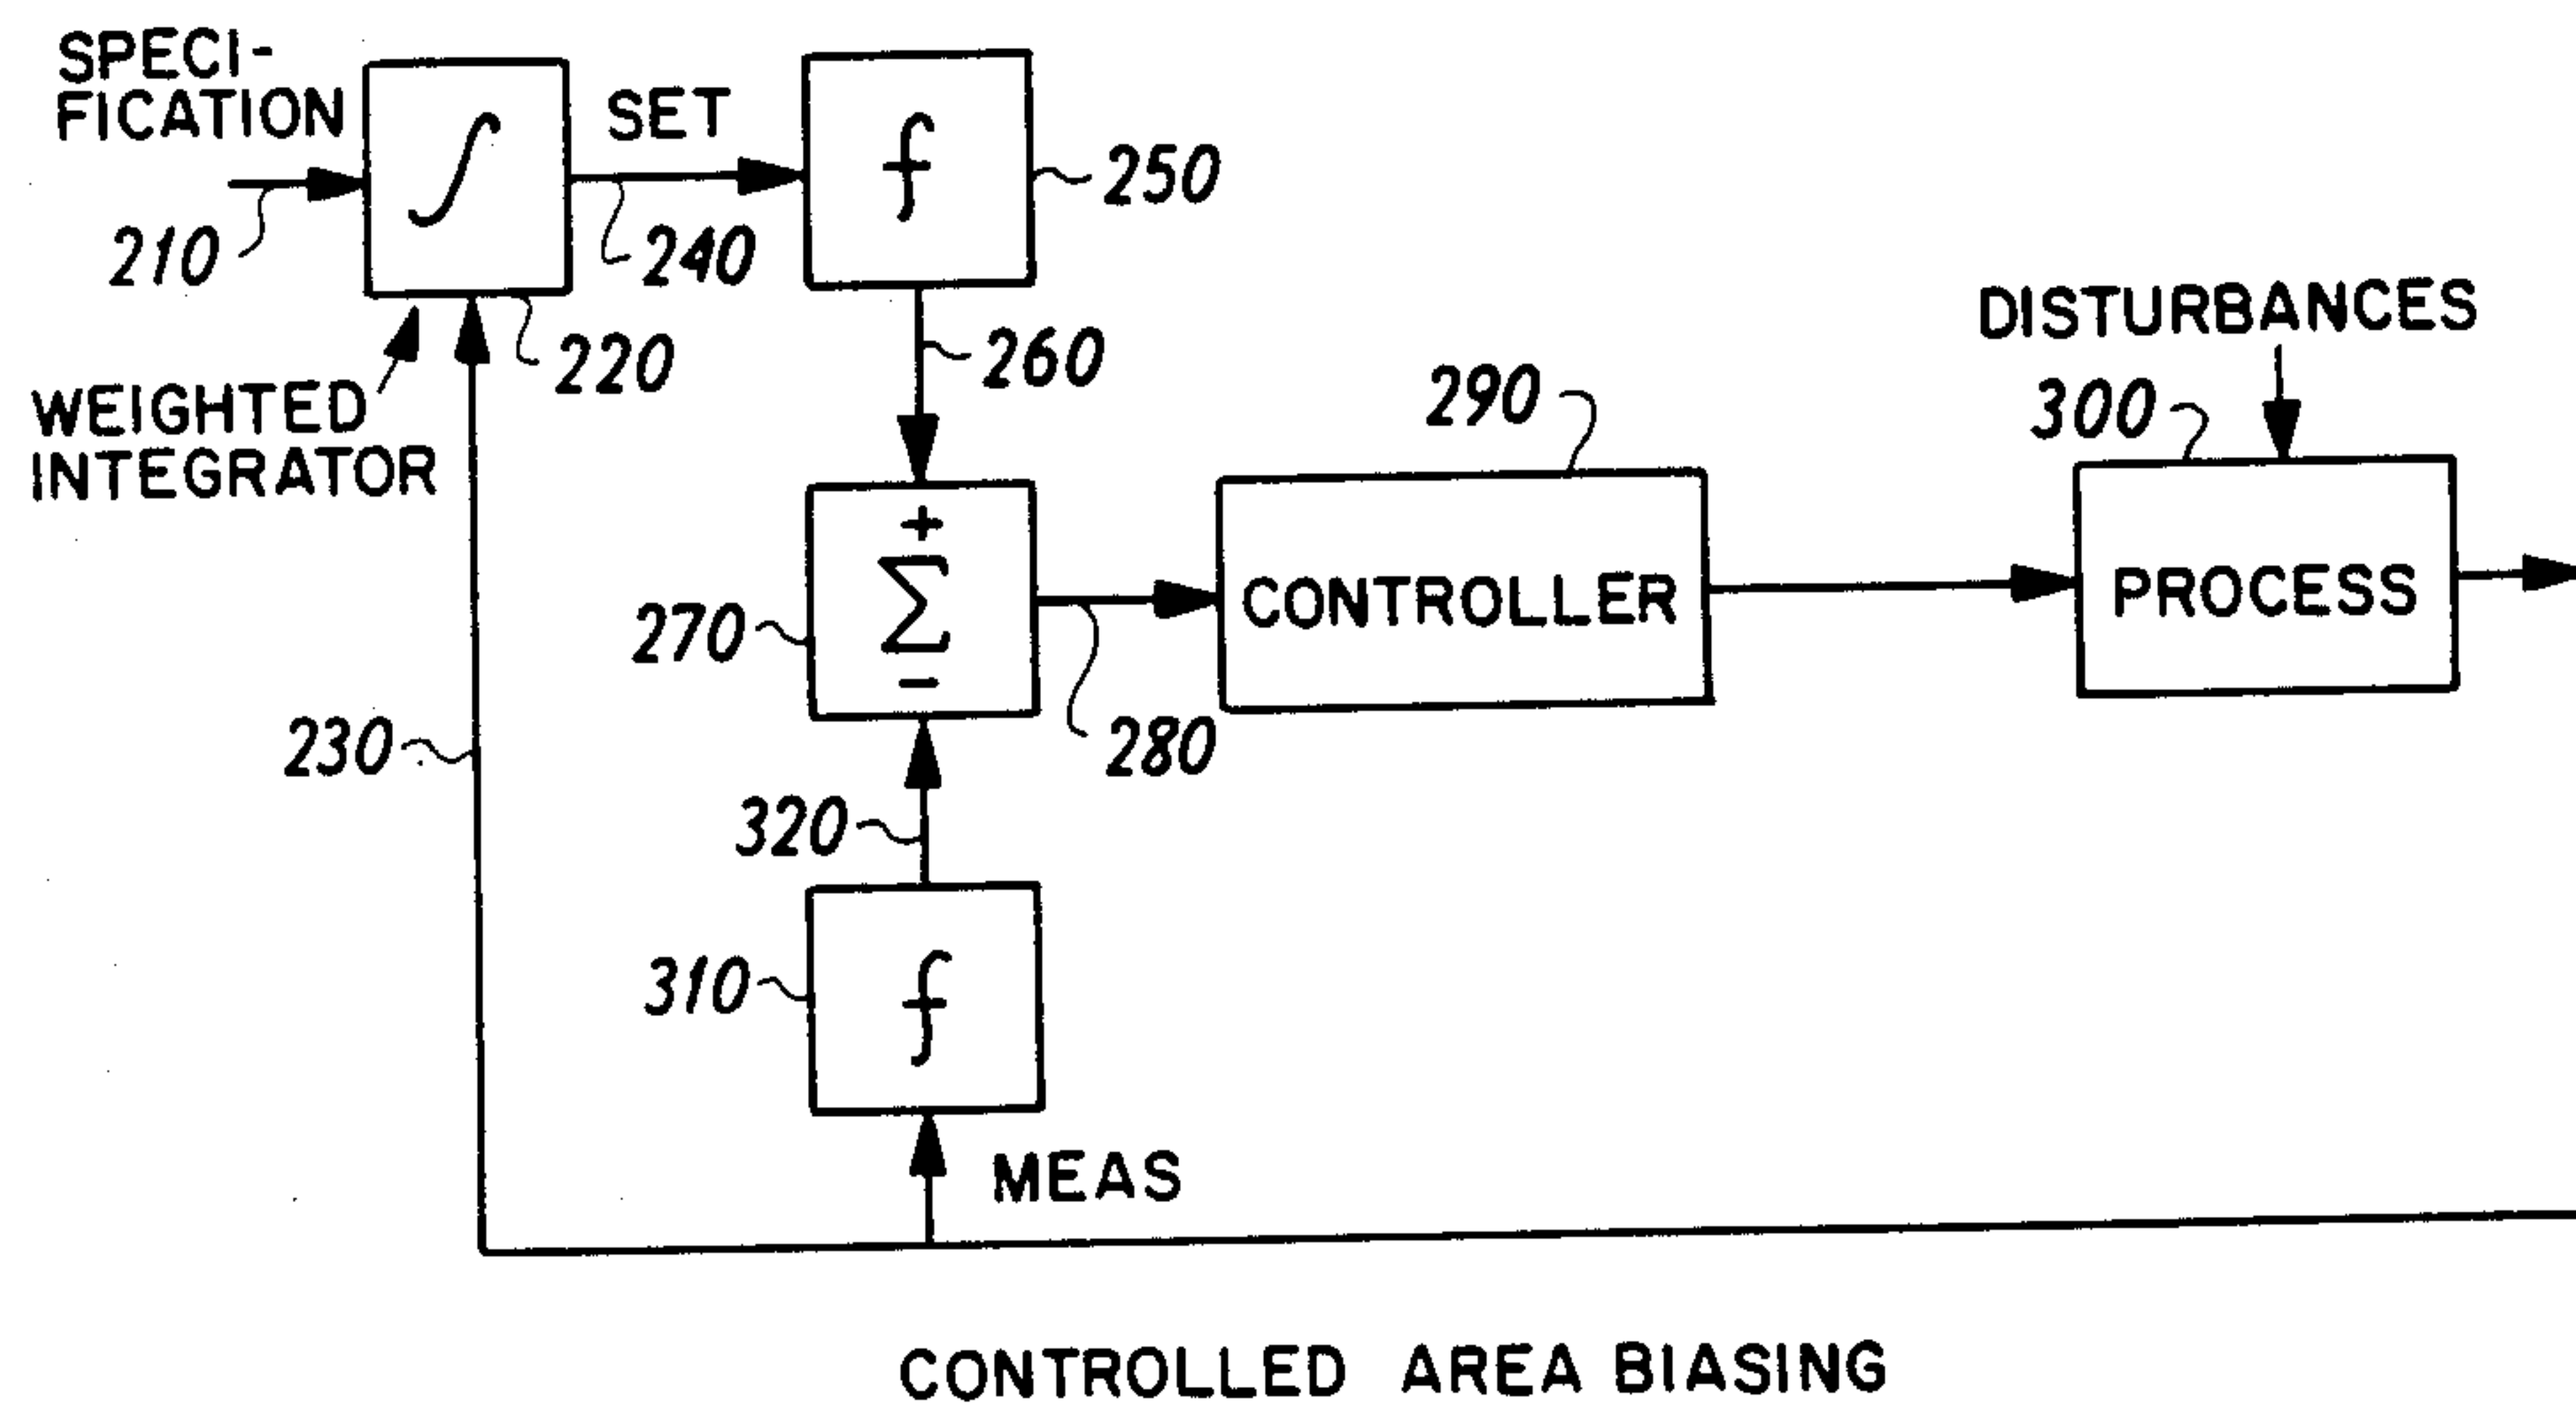 SPECI-
FICATION
SET
∫
f
250
210
240
220
260
WEIGHTED
INTEGRATOR
DISTURBANCES
290
300
+
Σ
−
270
CONTROLLER
PROCESS
230
280
320
310
f
MEAS
CONTROLLED AREA BIASING